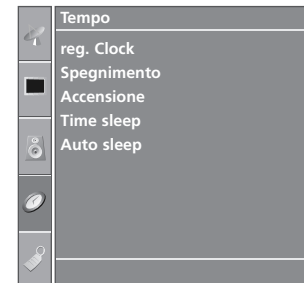 Tempo
reg. Clock
Spegnimento
Accensione
Time sleep
Auto sleep